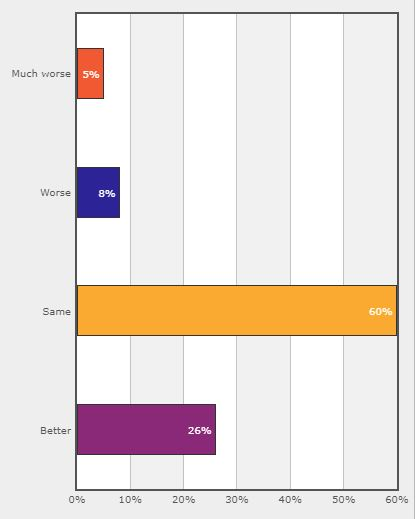 Much worse 5%
Worse 8%
Same 60%
Better 26%
0% 10% 20% 30% 40% 50% 60%